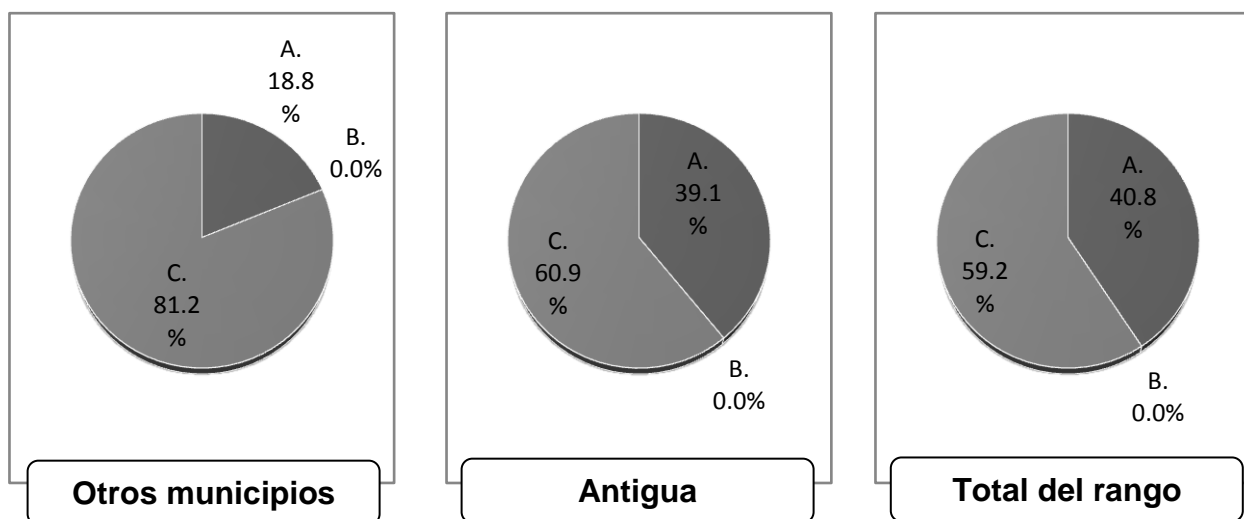 A.
18.8
%
B.
0.0%
C.
81.2
%
Otros municipios
A.
39.1
%
C.
60.9
%
B.
0.0%
Antigua
A.
40.8
%
C.
59.2
%
B.
0.0%
Total del rango